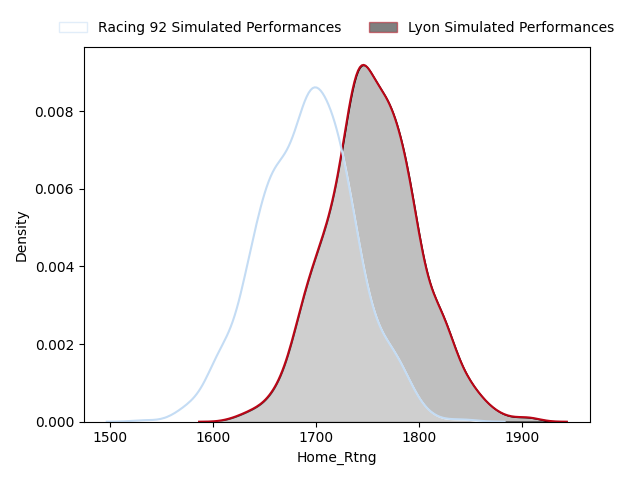 Racing 92 Simulated Performances Lyon Simulated Performances
0.008
0.006
0.004
0.002
0.000
Density
1500 1600 1700 1800 1900
Home_Rtng